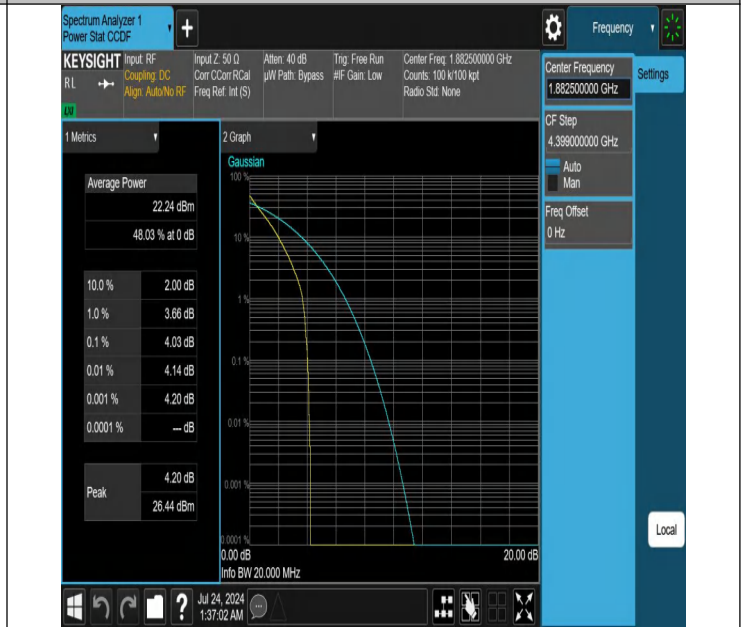 Spectrum Analyzer 1
Power Stat CCDF
+
Frequency
KEYSIGHT
RL
LXI
Input: RF
Coupling: DC
Align: Auto/No RF
Input Z: 50 Ω
Corr CCorr RCal
Freq Ref: Int (S)
Atten: 40 dB
µW Path: Bypass
Trig: Free Run
#IF Gain: Low
Center Freq: 1.882500000 GHz
Counts: 100 k/100 kpt
Radio Std: None
Center Frequency
1.882500000 GHz
Settings
CF Step
4.399000000 GHz
Auto
Man
Freq Offset
0 Hz
1 Metrics
Average Power
22.24 dBm
48.03 % at 0 dB
10.0 % 2.00 dB
1.0 % 3.66 dB
0.1 % 4.03 dB
0.01 % 4.14 dB
0.001 % 4.20 dB
0.0001 % --- dB
Peak
4.20 dB
26.44 dBm
2 Graph
Gaussian
100 %
10 %
1 %
0.1 %
0.01 %
0.001 %
0.0001 %
0.00 dB 20.00 dB
Info BW 20.000 MHz
Local
?
Jul 24, 2024
1:37:02 AM